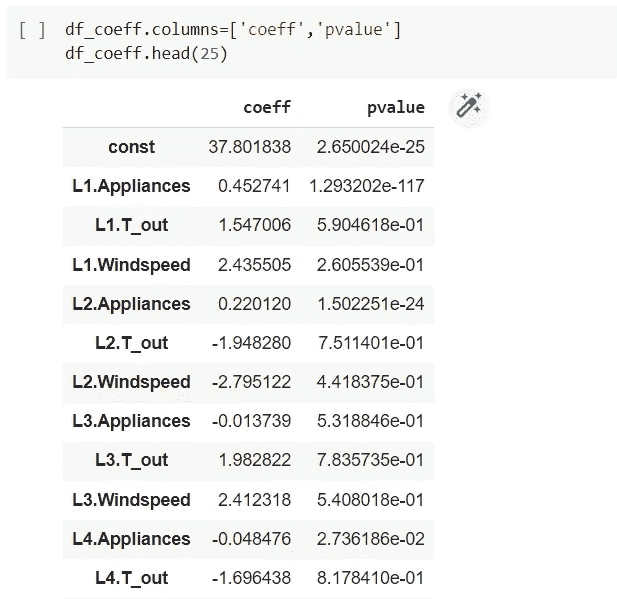 [ ] df_coeff.columns=['coeff','pvalue']
df_coeff.head(25)
coeff pvalue
const 37.801838 2.650024e-25
L1.Appliances 0.452741 1.293202e-117
L1.T_out 1.547006 5.904618e-01
L1.Windspeed 2.435505 2.605539e-01
L2.Appliances 0.220120 1.502251e-24
L2.T_out -1.948280 7.511401e-01
L2.Windspeed -2.795122 4.418375e-01
L3.Appliances -0.013739 5.318846e-01
L3.T_out 1.982822 7.835735e-01
L3.Windspeed 2.412318 5.408018e-01
L4.Appliances -0.048476 2.736186e-02
L4.T_out -1.696438 8.178410e-01